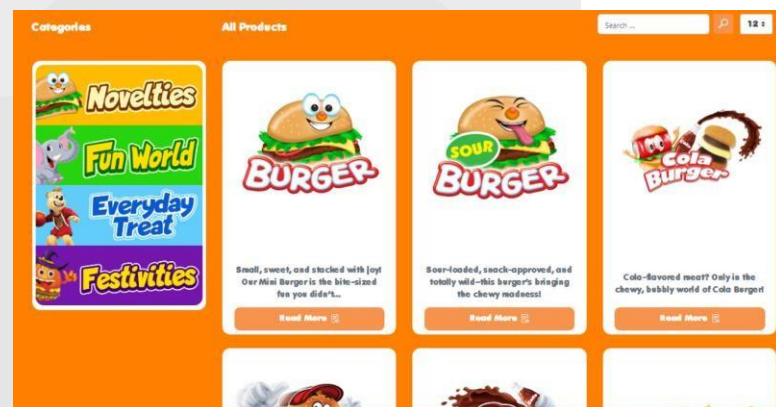 Categories
All Products
Search ...
12
Novelties
Fun World
Everyday
Treat
Festivities
BURGER
Small, sweet, and stacked with joy!
Our Mini Burger is the bite-sized
fun you didn't...
Read More
SOUR
BURGER
Sour-loaded, snack-approved, and
totally wild–this burger's bringing
the chewy madness!
Read More
Cola
Burger
Cola-flavored meat? Only in the
chewy, bubbly world of Cola Burger!
Read More